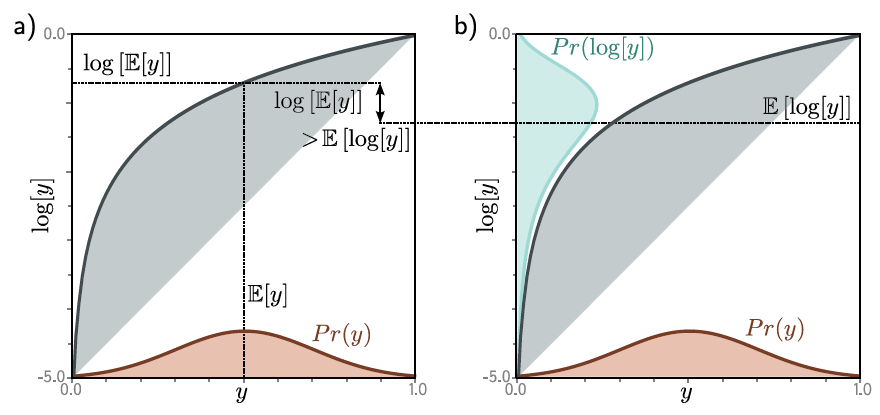 a)
0.0
log [𝔼[y]]
log [𝔼[y]]
> 𝔼 [log[y]]
log[y]
𝔼[y]
Pr(y)
-5.0
0.0
y
1.0
b)
0.0
Pr(log[y])
𝔼 [log[y]]
log[y]
Pr(y)
-5.0
0.0
y
1.0